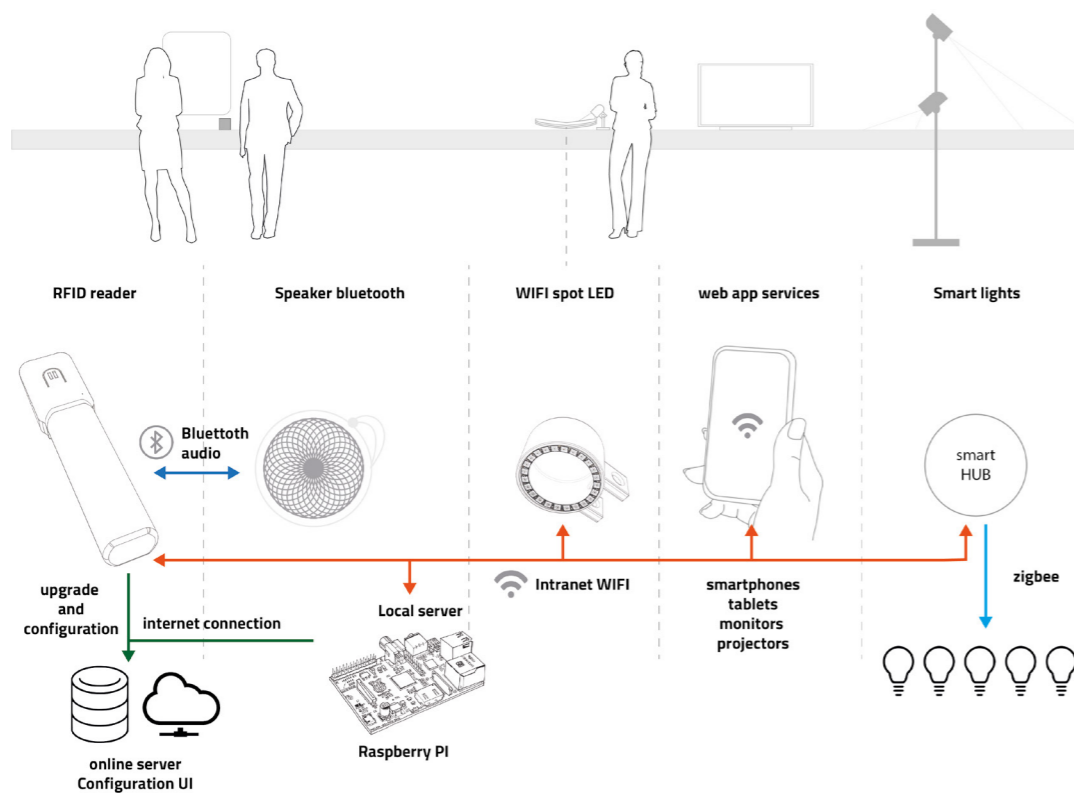 RFID reader
Speaker bluetooth
WIFI spot LED
web app services
Smart lights
Bluettoth
audio
smart
HUB
Intranet WIFI
smartphones
tablets
monitors
projectors
zigbee
upgrade
and
configuration
internet connection
Local server
Raspberry PI
online server
Configuration UI